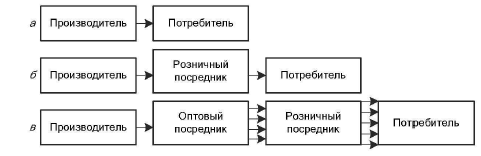 а Производитель Потребитель
б Производитель Розничный посредник Потребитель
в Производитель Оптовый посредник Розничный посредник Потребитель